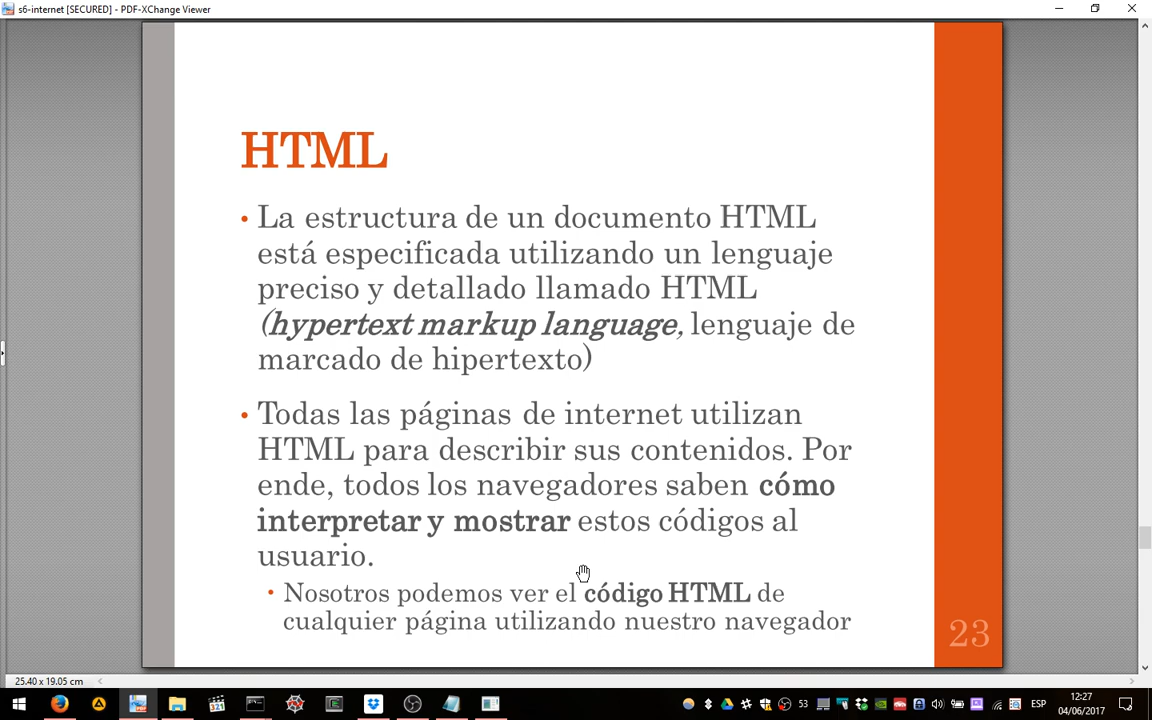 s6-internet [SECURED] - PDF-XChange Viewer
HTML
• La estructura de un documento HTML
está especificada utilizando un lenguaje
preciso y detallado llamado HTML
(hypertext markup language, lenguaje de
marcado de hipertexto)
• Todas las páginas de internet utilizan
HTML para describir sus contenidos. Por
ende, todos los navegadores saben cómo
interpretar y mostrar estos códigos al
usuario.
• Nosotros podemos ver el código HTML de
cualquier página utilizando nuestro navegador
23
25.40 x 19.05 cm
321
53
ESP
12:27
04/06/2017